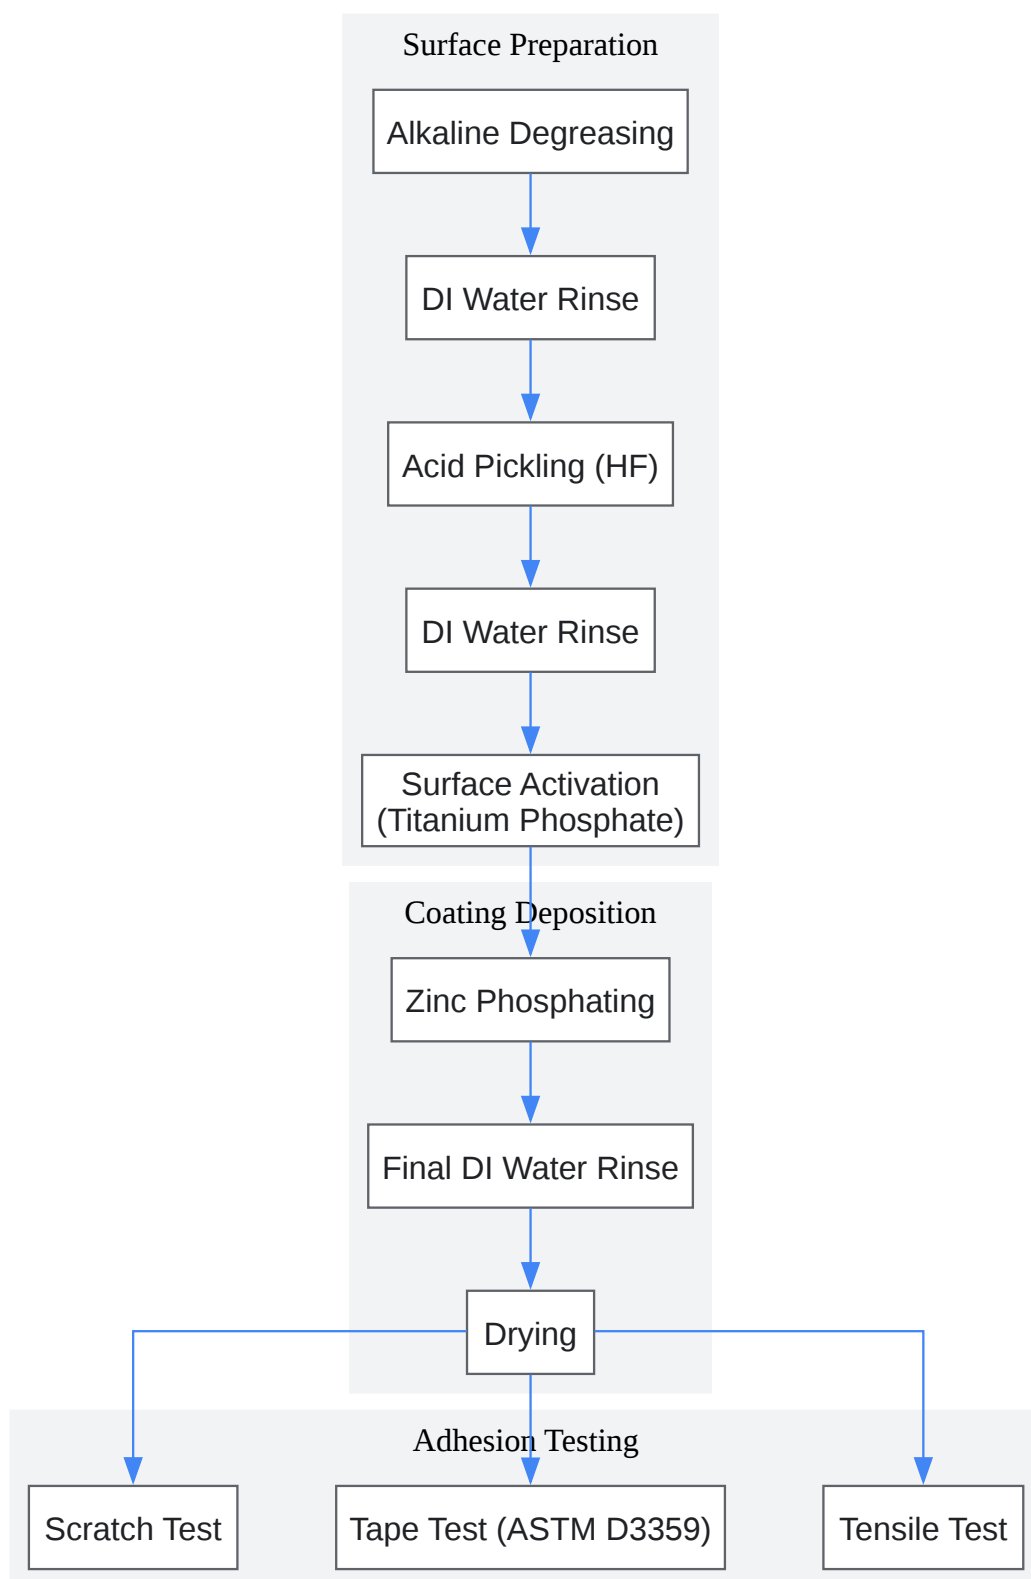 Surface Preparation
Alkaline Degreasing
DI Water Rinse
Acid Pickling (HF)
DI Water Rinse
Surface Activation
(Titanium Phosphate)
Coating Deposition
Zinc Phosphating
Final DI Water Rinse
Drying
Adhesion Testing
Scratch Test
Tape Test (ASTM D3359)
Tensile Test